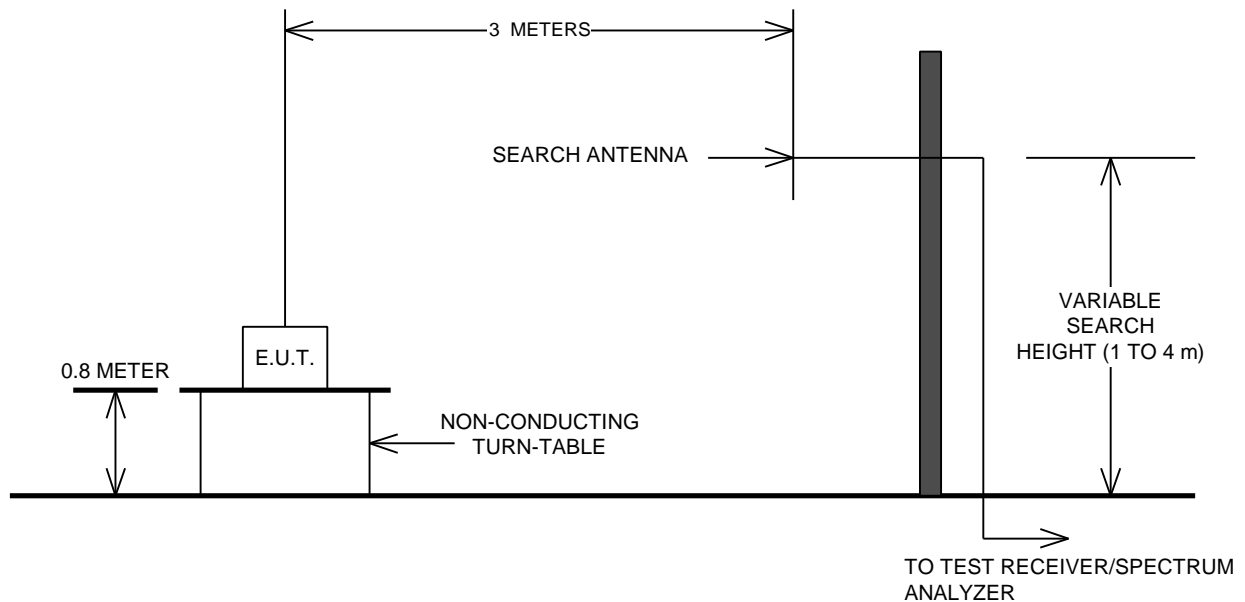 3 METERS
SEARCH ANTENNA
VARIABLE
SEARCH
HEIGHT (1 TO 4 m)
E.U.T.
0.8 METER
NON-CONDUCTING
TURN-TABLE
TO TEST RECEIVER/SPECTRUM
ANALYZER